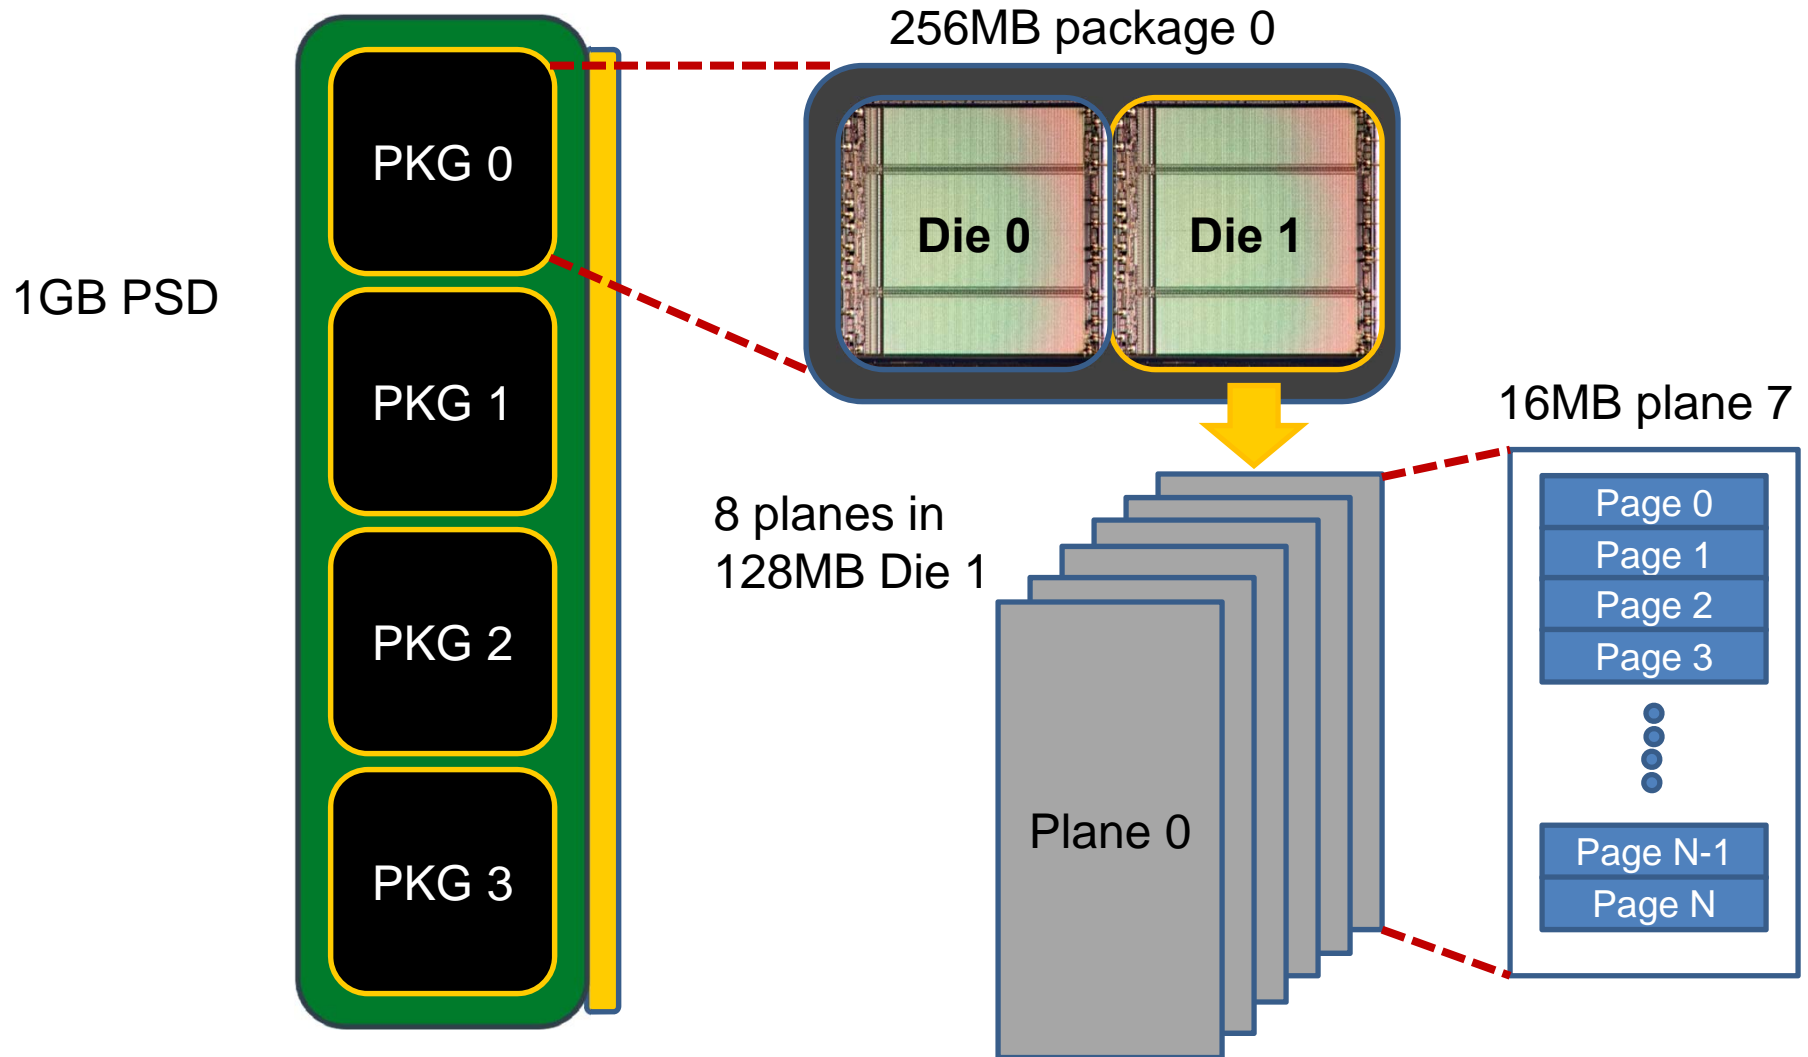 1GB PSD
PKG 0
PKG 1
PKG 2
PKG 3
256MB package 0
Die 0
Die 1
8 planes in
128MB Die 1
Plane 0
16MB plane 7
Page 0
Page 1
Page 2
Page 3
Page N-1
Page N